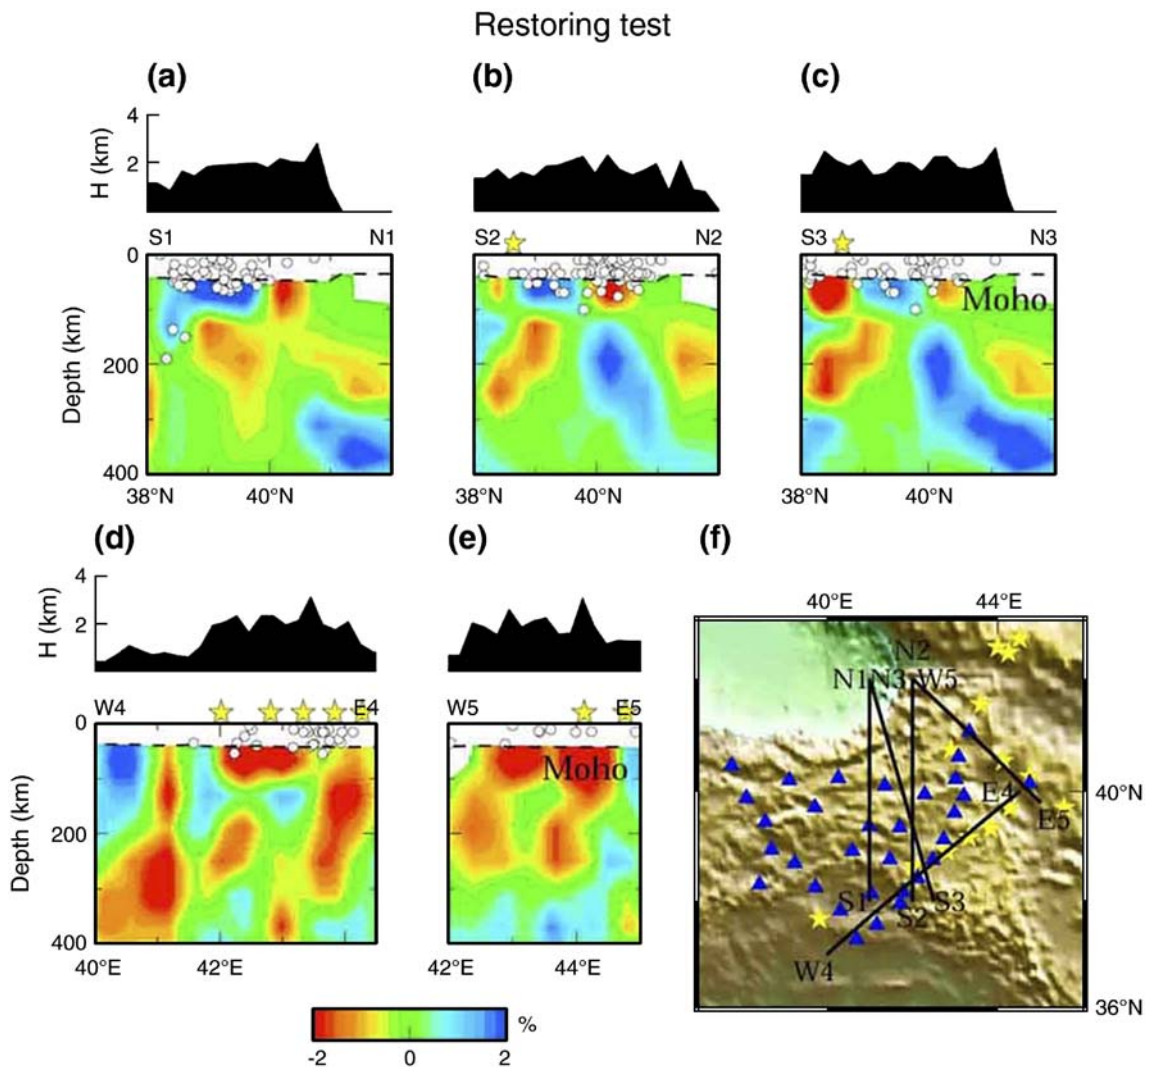 Restoring test
(a) (b) (c)
H (km)
4
2
S1 N1 S2 N2 S3 N3
Depth (km)
0
200
400
Moho
38°N 40°N 38°N 40°N 38°N 40°N
(d) (e) (f)
H (km)
4
2
W4 E4 W5 E5
Depth (km)
0
200
400
Moho
40°E 42°E 42°E 44°E
-2 0 2 %
40°E 44°E
N2
N1 N3 W5
E4 40°N
E5
S1 S3
S2
W4
36°N